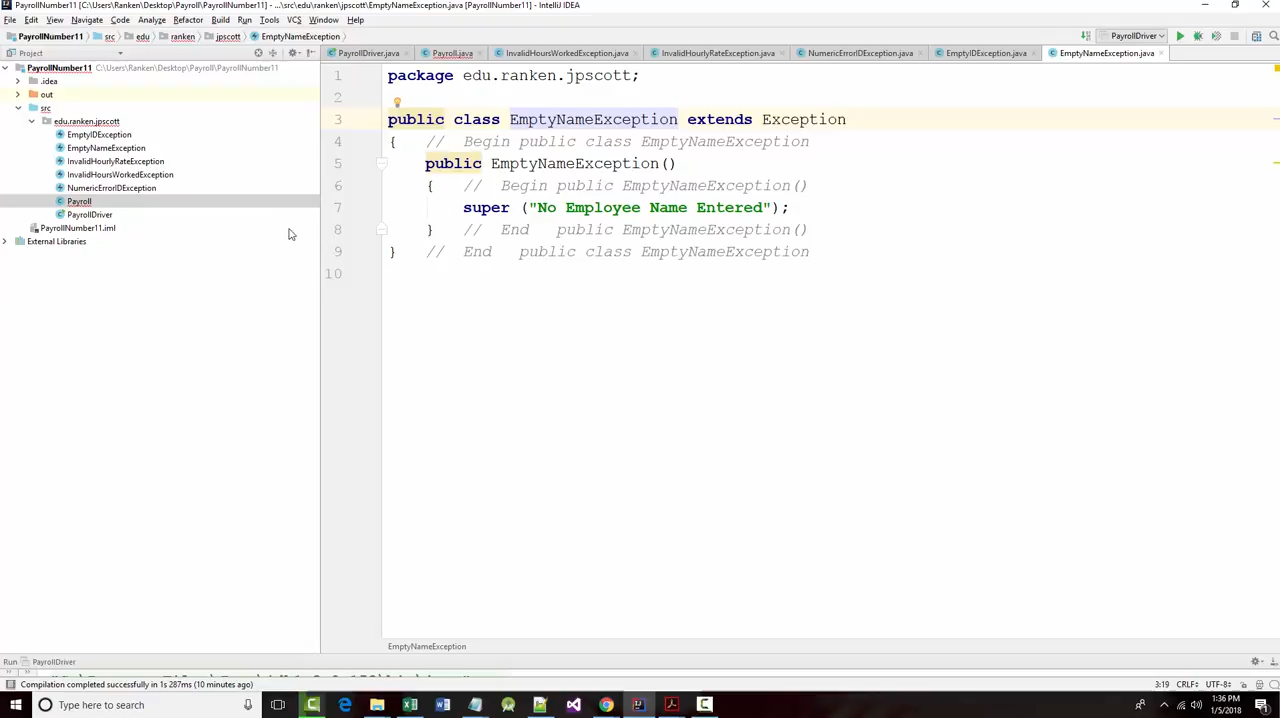 PayrollNumber11 [C:\Users\Ranken\Desktop\Payroll\PayrollNumber11] - ...\src\edu\ranken\jpscott\EmptyNameException.java [PayrollNumber11] - IntelliJ IDEA
File Edit View Navigate Code Analyze Refactor Build Run Tools VCS Window Help
PayrollNumber11 src edu ranken jpscott EmptyNameException PayrollDriver
Project PayrollDriver.java Payroll.java InvalidHoursWorkedException.java InvalidHourlyRateException.java NumericErrorIDException.java EmptyIDException.java EmptyNameException.java
PayrollNumber11 C:\Users\Ranken\Desktop\Payroll\PayrollNumber11
.idea
out
src
edu.ranken.jpscott
EmptyIDException
EmptyNameException
InvalidHourlyRateException
InvalidHoursWorkedException
NumericErrorIDException
Payroll
PayrollDriver
PayrollNumber11.iml
External Libraries
1 package edu.ranken.jpscott;
2
3 public class EmptyNameException extends Exception
4 { // Begin public class EmptyNameException
5 public EmptyNameException()
6 { // Begin public EmptyNameException()
7 super ("No Employee Name Entered");
8 } // End public EmptyNameException()
9 } // End public class EmptyNameException
10
EmptyNameException
Run PayrollDriver
Compilation completed successfully in 1s 287ms (10 minutes ago) 3:19 CRLF÷ UTF-8÷
Type here to search
1:36 PM
1/5/2018